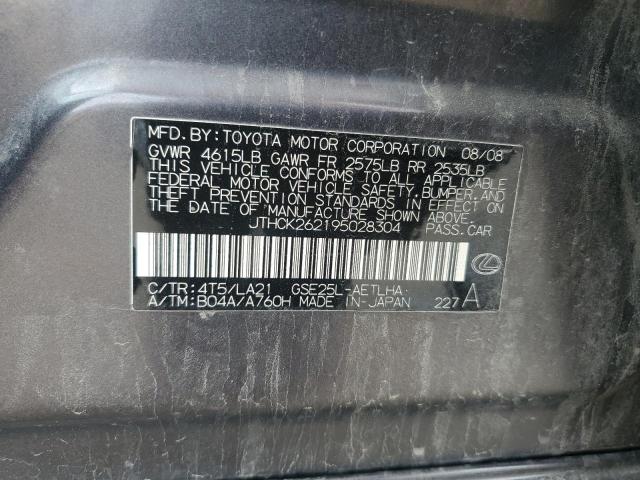 MFD. BY: TOYOTA MOTOR CORPORATION 08/08
GVWR 4615LB GAWR FR 2575LB RR 2535LB
THIS VEHICLE CONFORMS TO ALL APPLICABLE
FEDERAL MOTOR VEHICLE SAFETY, BUMPER, AND
THEFT PREVENTION STANDARDS IN EFFECT ON
THE DATE OF MANUFACTURE SHOWN ABOVE.
JTHCK262195028304 PASS. CAR
C/TR: 4T5/LA21 GSE25L-AETLHA
A/TM: B04A/A760H MADE IN JAPAN 227 A